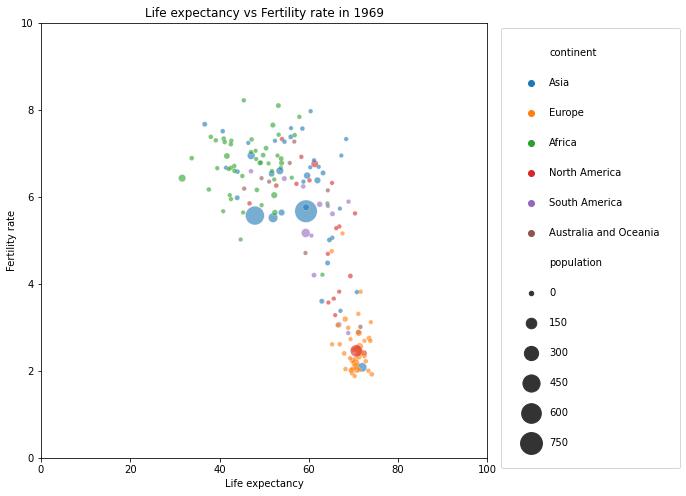 Life expectancy vs Fertility rate in 1969
10
8
6
4
2
0
Fertility rate
0 20 40 60 80 100
Life expectancy
continent
Asia
Europe
Africa
North America
South America
Australia and Oceania
population
0
150
300
450
600
750